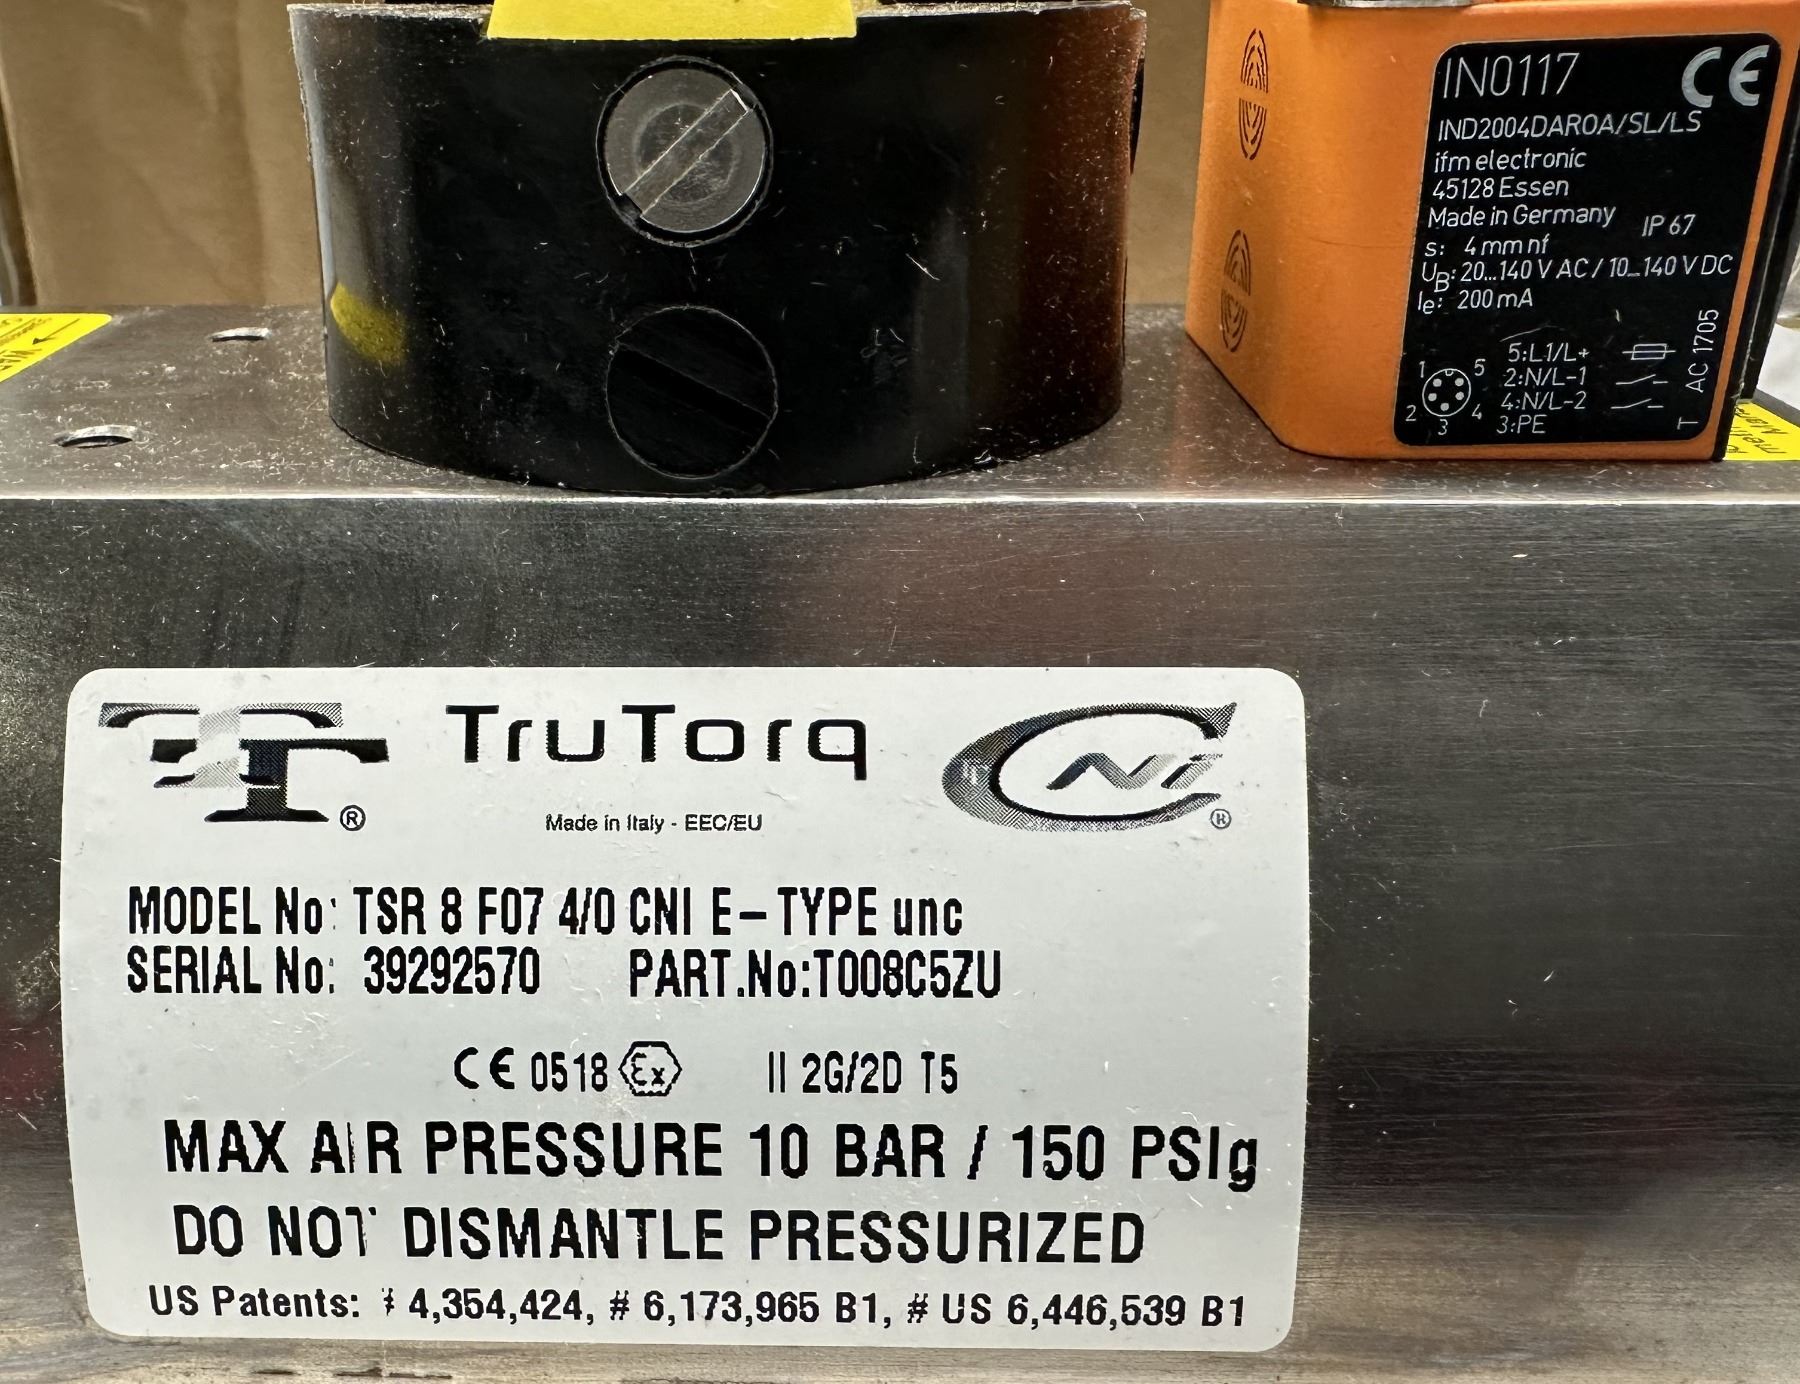 IN0117
CE
IND2004DAROA/SL/LS
ifm electronic
45128 Essen
Made in Germany IP 67
s: 4 mm nf
UB: 20...140 V AC / 10...140 V DC
Ie: 200 mA
5:L1/L+
2:N/L-1
4:N/L-2
3:PE
1 5
2 3 4
T AC 1705
TT ® TruTorq CNi ®
Made in Italy - EEC/EU
MODEL No: TSR 8 F07 4/0 CNI E-TYPE unc
SERIAL No: 39292570 PART.No:T008C5ZU
CE 0518 Ex II 2G/2D T5
MAX AIR PRESSURE 10 BAR / 150 PSIg
DO NOT DISMANTLE PRESSURIZED
US Patents: # 4,354,424, # 6,173,965 B1, # US 6,446,539 B1